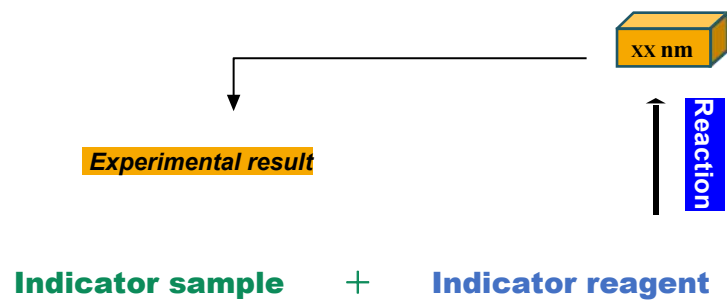 xx nm
Reaction
Experimental result
Indicator sample + Indicator reagent